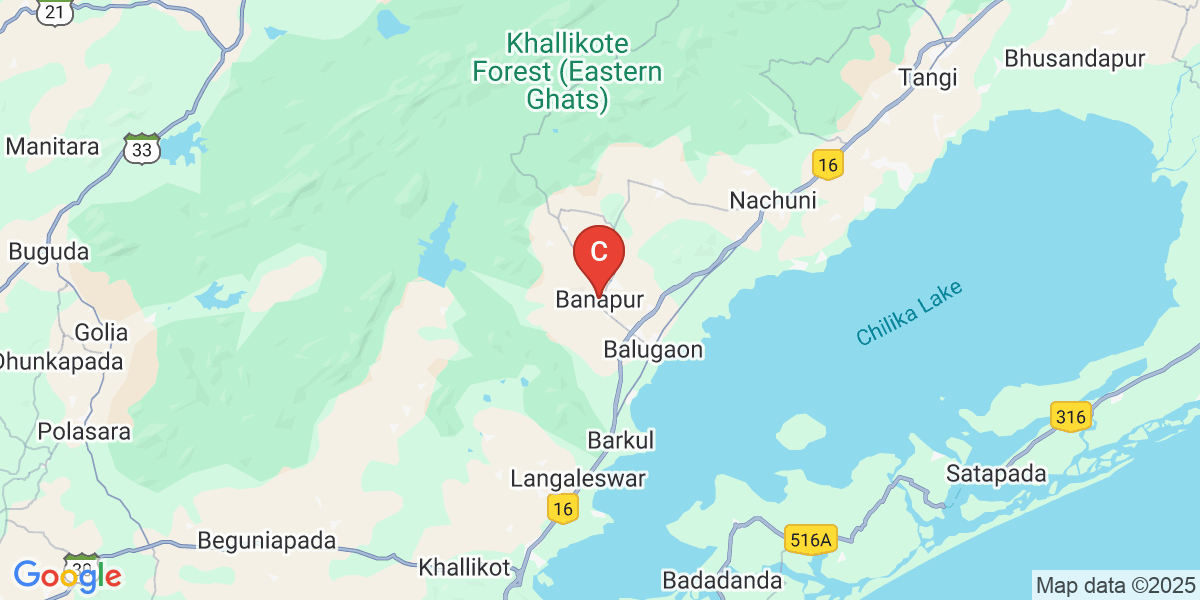 21
Khallikote
Forest (Eastern
Ghats)
Bhusandapur
Tangi
Manitara
33
16
Nachuni
Buguda
C
Banapur
Chilika Lake
Golia
Balugaon
Dhunkapada
316
Polasara
Barkul
Satapada
Langaleswar
16
Beguniapada
516A
Khallikot
Badadanda
Google
Map data ©2025